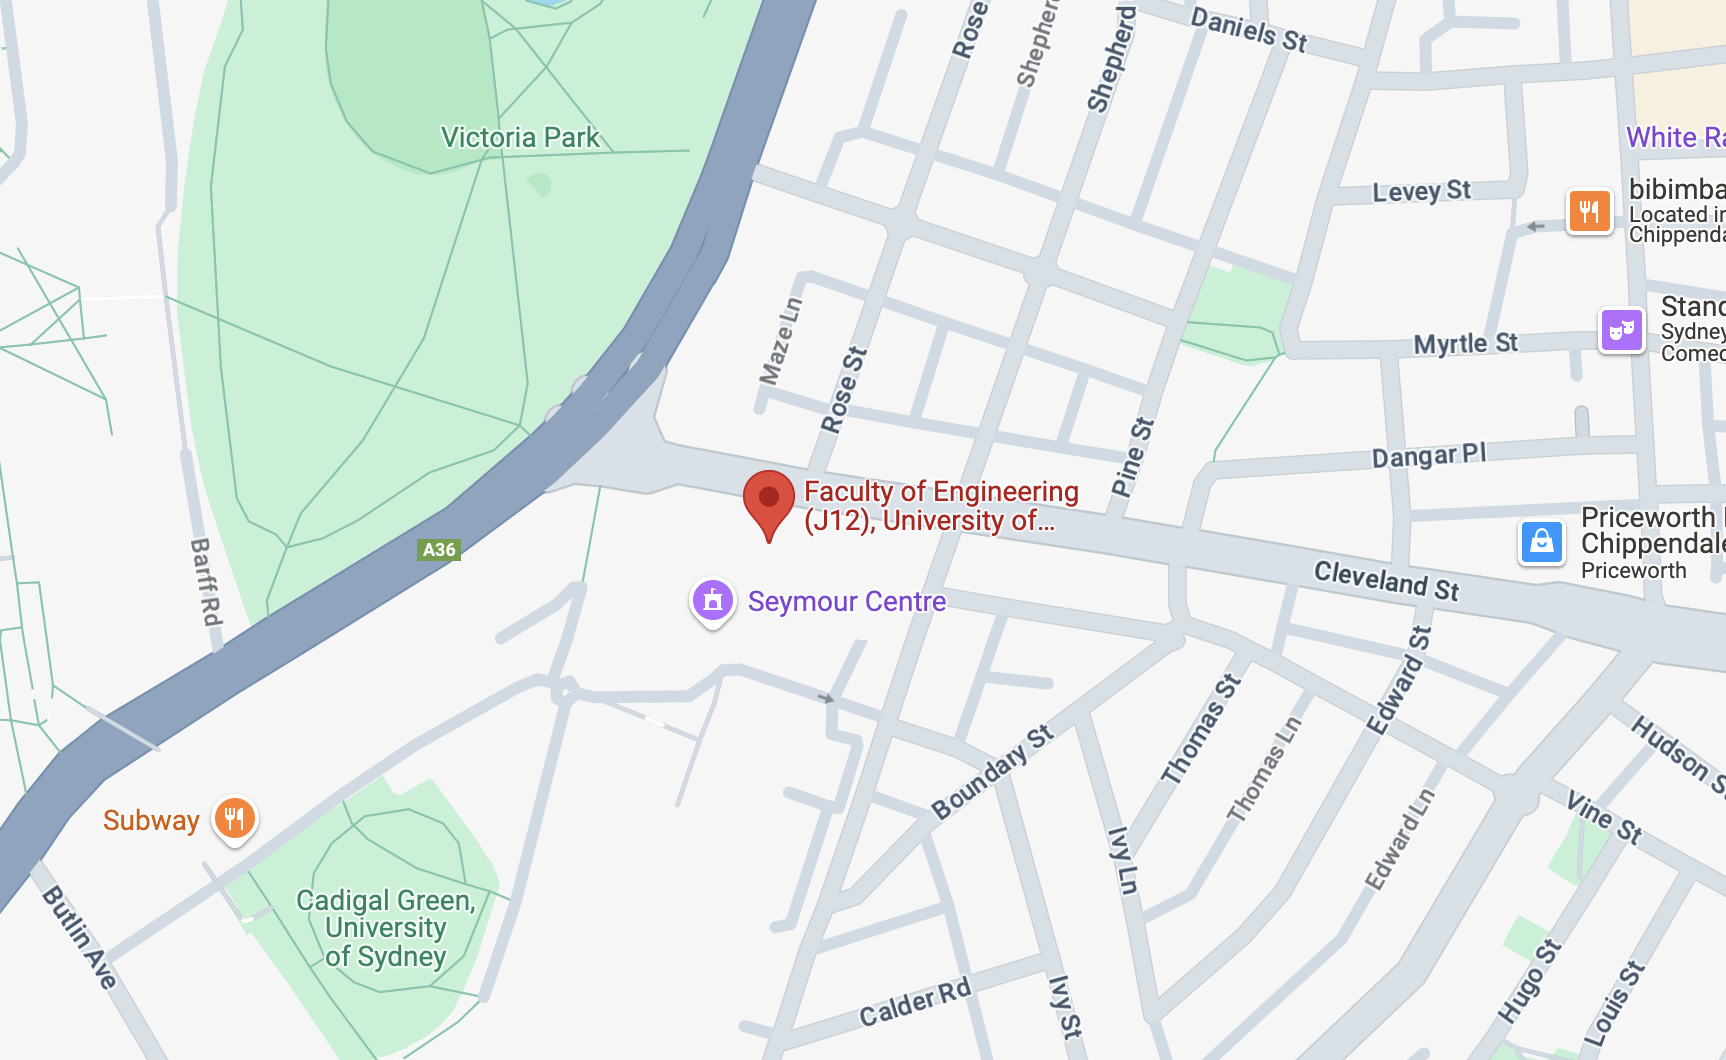 Rose
Shepherd
Shepherd
Daniels St
Victoria Park
White Ra
Levey St
bibimba
Located in
Chippenda
Maze Ln
Rose St
Myrtle St
Stand
Sydney
Comed
Pine St
Dangar Pl
Faculty of Engineering
(J12), University of...
Priceworth
Chippendale
Priceworth
A36
Barff Rd
Cleveland St
Seymour Centre
Edward St
Thomas St
Thomas Ln
Hudson S
Boundary St
Subway
Vine St
Edward Ln
Ivy Ln
Butlin Ave
Cadigal Green,
University
of Sydney
Calder Rd
Ivy St
Hugo St
Louis St